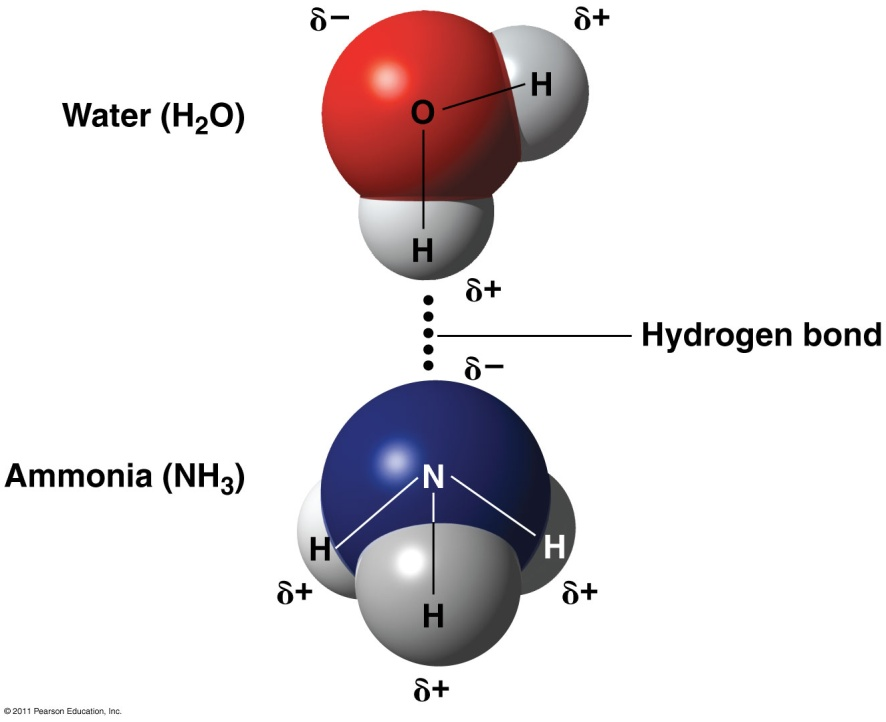 δ− δ+
H
O
Water (H₂O)
H
δ+
Hydrogen bond
δ−
Ammonia (NH₃)
N
H H
δ+ δ+
H
δ+
© 2011 Pearson Education, Inc.